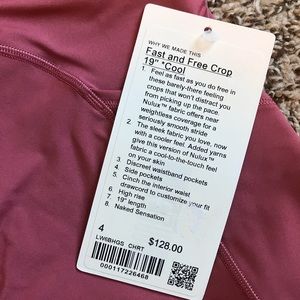 WHY WE MADE THIS
Fast and Free Crop
19" *Cool
1. Feel as fast as you do free in
these barely-there feeling
crops that won't distract you
from picking up the pace.
Nulux™ fabric offers near
weightless coverage for a
seriously smooth stride
2. The sleek fabric you love, now
with a cooler feel. Added yarns
give this version of Nulux™
fabric a cool-to-the-touch feel
on your skin
3. Discreet waistband pockets
4. Side pockets
5. Cinch the interior waist
drawcord to customize your fit
6. High rise
7. 19" length
8. Naked Sensation
4
LW6BHGS CHRT
$128.00
000117226468